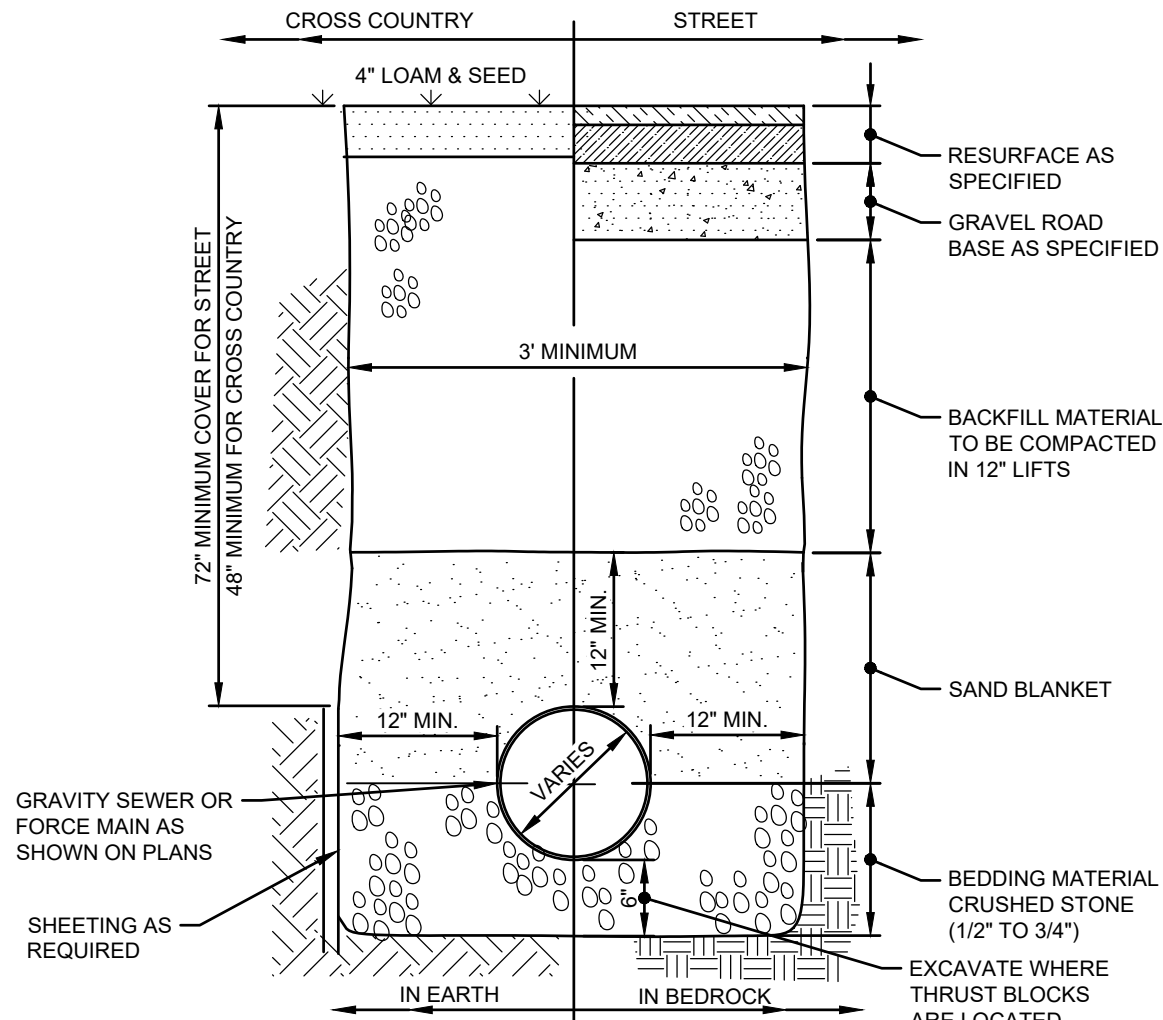 CROSS COUNTRY
STREET
4" LOAM & SEED
RESURFACE AS
SPECIFIED
GRAVEL ROAD
BASE AS SPECIFIED
72" MINIMUM COVER FOR STREET
48" MINIMUM FOR CROSS COUNTRY
3' MINIMUM
BACKFILL MATERIAL
TO BE COMPACTED
IN 12" LIFTS
12" MIN.
SAND BLANKET
12" MIN.
12" MIN.
VARIES
GRAVITY SEWER OR
FORCE MAIN AS
SHOWN ON PLANS
6"
BEDDING MATERIAL
CRUSHED STONE
(1/2" TO 3/4")
SHEETING AS
REQUIRED
EXCAVATE WHERE
THRUST BLOCKS
ARE LOCATED
IN EARTH
IN BEDROCK